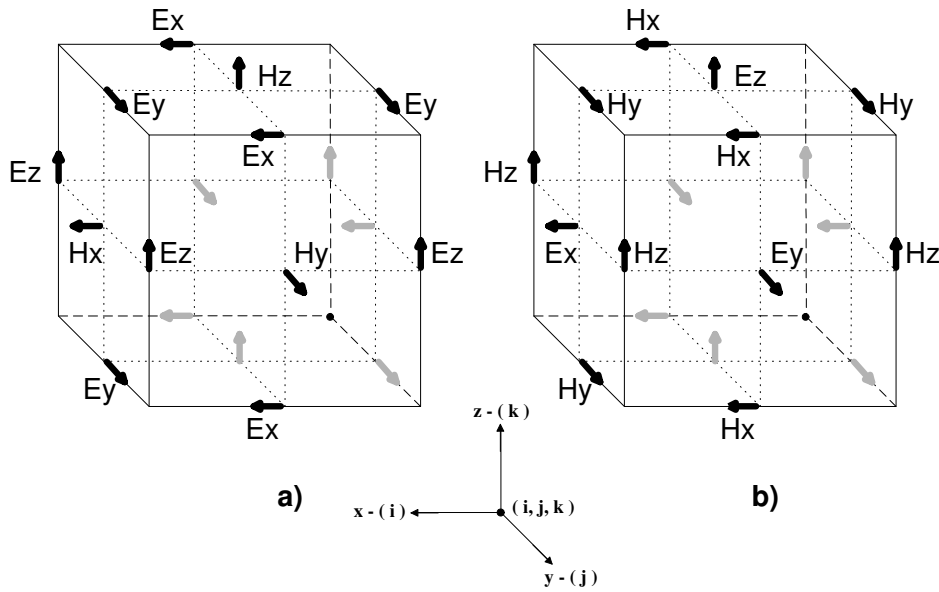 Ex
Hz
Ey
Ey
Ex
Ez
Hx
Ez
Hy
Ez
Ey
Ex
Hx
Ez
Hy
Hy
Hx
Hz
Ex
Hz
Ey
Hz
Hy
Hx
z - ( k )
a)
b)
x - ( i )
( i, j, k )
y - ( j )